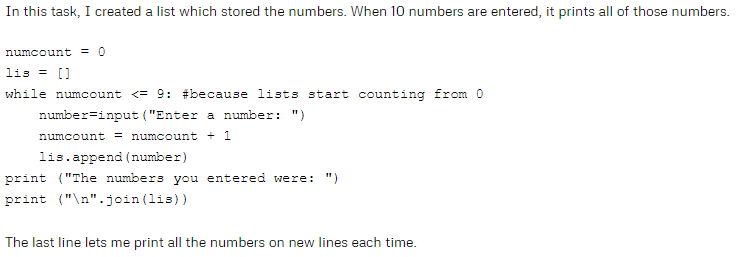 In this task, I created a list which stored the numbers. When 10 numbers are entered, it prints all of those numbers.
numcount = 0
lis = []
while numcount <= 9: #because lists start counting from 0
    number=input("Enter a number: ")
    numcount = numcount + 1
    lis.append(number)
print ("The numbers you entered were: ")
print ("\n".join(lis))
The last line lets me print all the numbers on new lines each time.